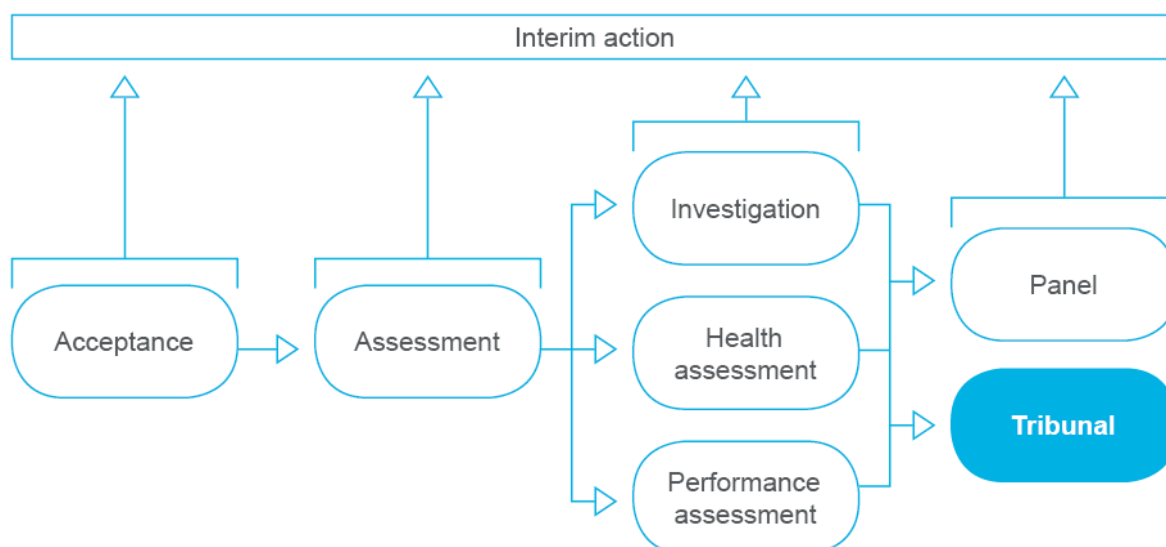 Interim action
Acceptance
Assessment
Investigation
Health
assessment
Performance
assessment
Panel
Tribunal